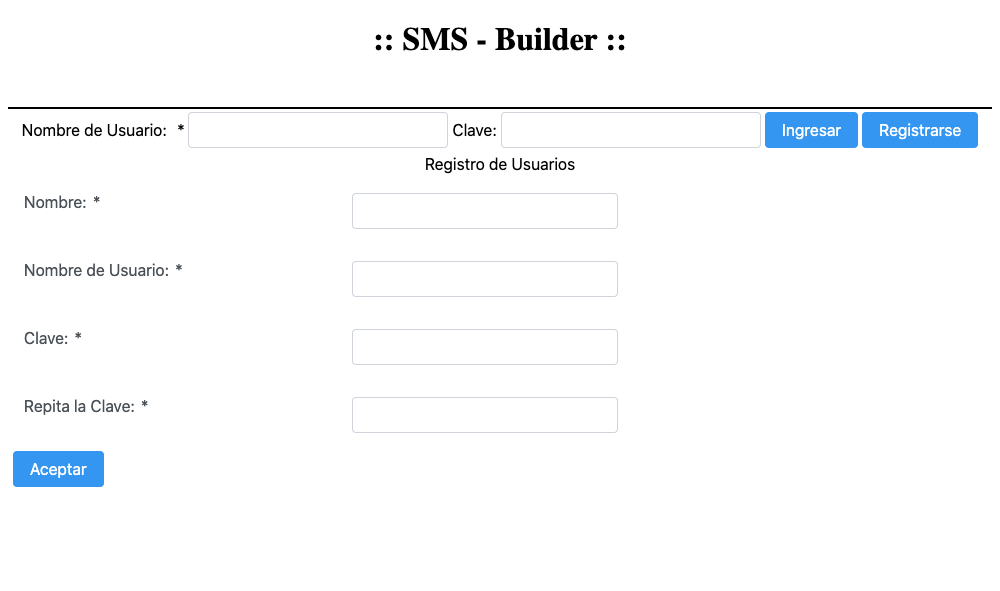 :: SMS - Builder ::
Nombre de Usuario: * Clave: Ingresar Registrarse
Registro de Usuarios
Nombre: *
Nombre de Usuario: *
Clave: *
Repita la Clave: *
Aceptar